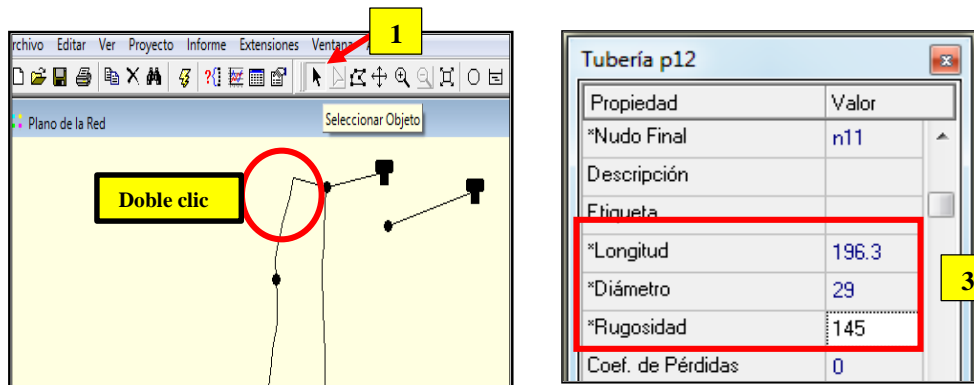 1
rchivo Editar Ver Proyecto Informe Extensiones Ventana
Seleccionar Objeto
Plano de la Red
Doble clic
Tubería p12
Propiedad Valor
*Nudo Final n11
Descripción
Etiqueta
*Longitud 196.3
*Diámetro 29
*Rugosidad 145
Coef. de Pérdidas 0
3